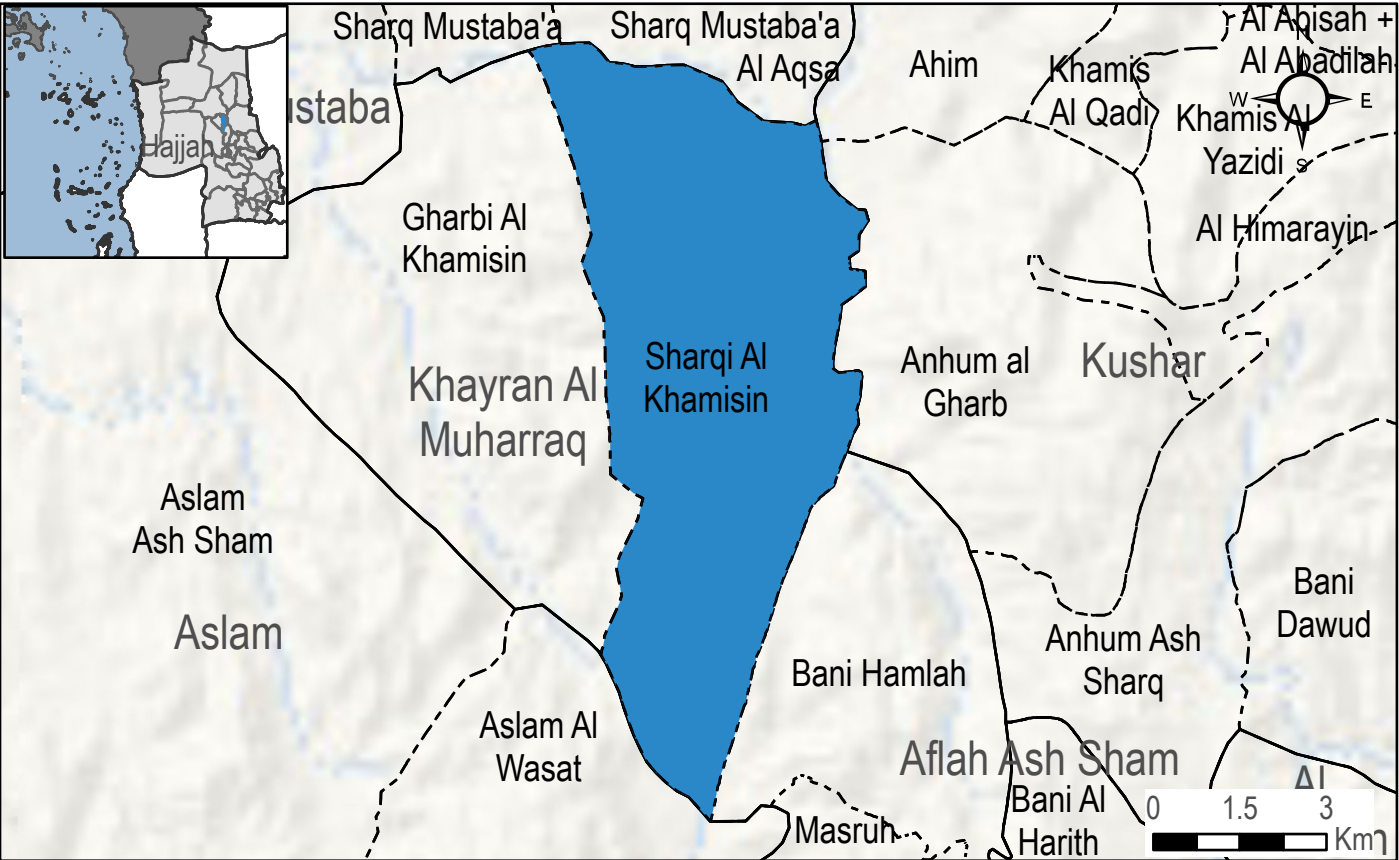 Sharq Mustaba'a
Sharq Mustaba'a
Al Aqsa
Ahim
Khamis
Al Qadi
Al Abisah +
Al Abadilah
W
E
S
Khamis Al
Yazidi
Al Himarayin
ustaba
Hajjah
Gharbi Al
Khamisin
Khayran Al
Muharraq
Sharqi Al
Khamisin
Anhum al
Gharb
Kushar
Aslam
Ash Sham
Aslam
Aslam Al
Wasat
Bani Hamlah
Anhum Ash
Sharq
Bani
Dawud
Aflah Ash Sham
Bani Al
Harith
Masruh
Al
0 1.5 3
Km